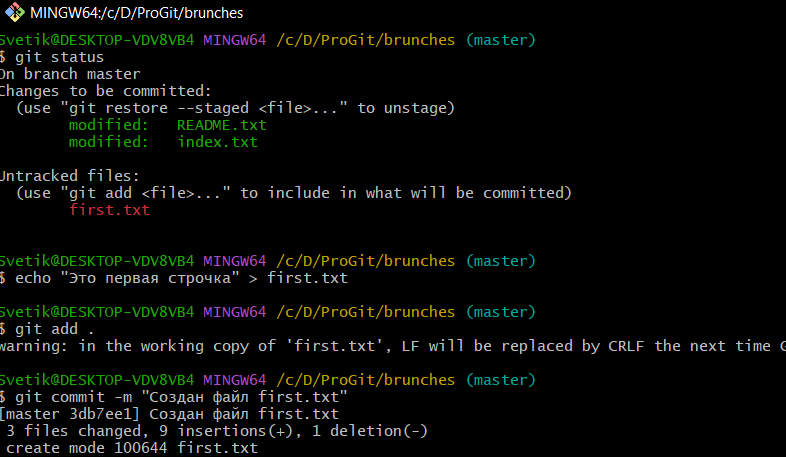 MINGW64:/c/D/ProGit/brunches
Svetik@DESKTOP-VDV8VB4 MINGW64 /c/D/ProGit/brunches (master)
$ git status
On branch master
Changes to be committed:
  (use "git restore --staged <file>..." to unstage)
        modified:   README.txt
        modified:   index.txt

Untracked files:
  (use "git add <file>..." to include in what will be committed)
        first.txt

Svetik@DESKTOP-VDV8VB4 MINGW64 /c/D/ProGit/brunches (master)
$ echo "Это первая строчка" > first.txt

Svetik@DESKTOP-VDV8VB4 MINGW64 /c/D/ProGit/brunches (master)
$ git add .
warning: in the working copy of 'first.txt', LF will be replaced by CRLF the next time G

Svetik@DESKTOP-VDV8VB4 MINGW64 /c/D/ProGit/brunches (master)
$ git commit -m "Создан файл first.txt"
[master 3db7ee1] Создан файл first.txt
 3 files changed, 9 insertions(+), 1 deletion(-)
 create mode 100644 first.txt